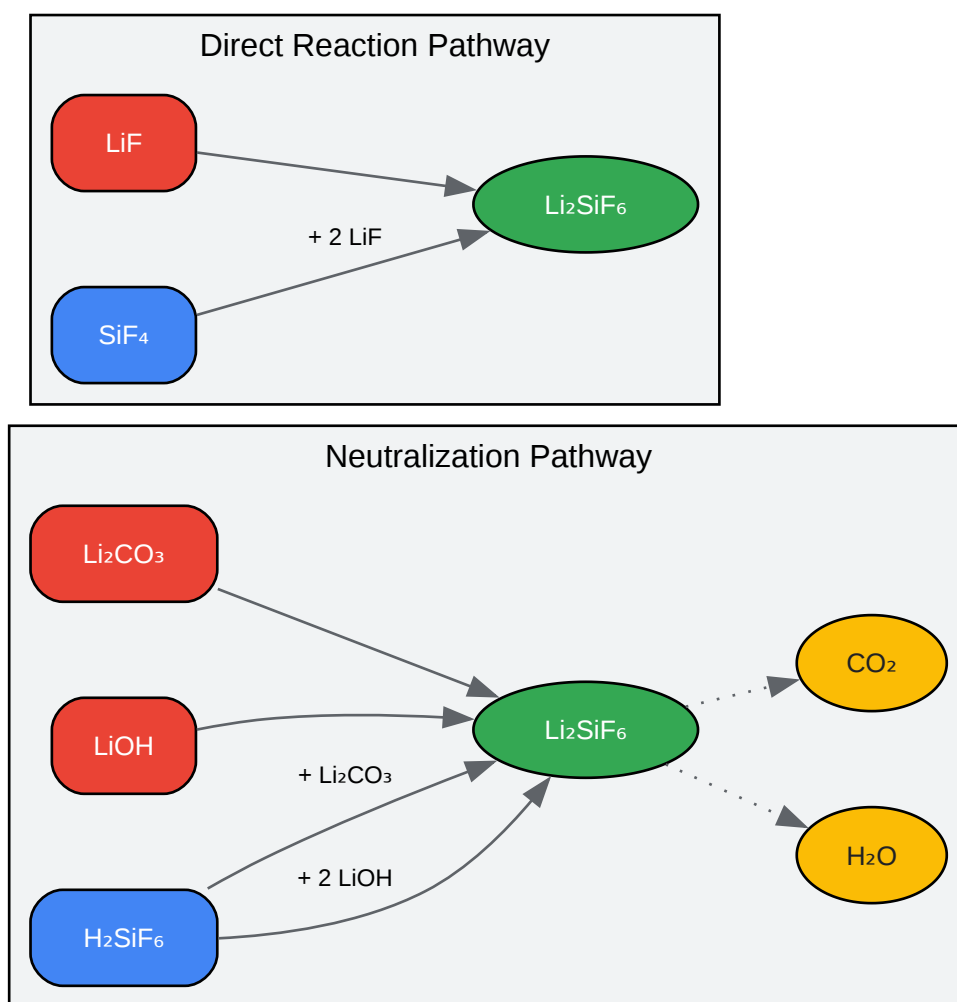 Direct Reaction Pathway
LiF
Li₂SiF₆
+ 2 LiF
SiF₄
Neutralization Pathway
Li₂CO₃
CO₂
Li₂SiF₆
LiOH
+ Li₂CO₃
H₂O
+ 2 LiOH
H₂SiF₆